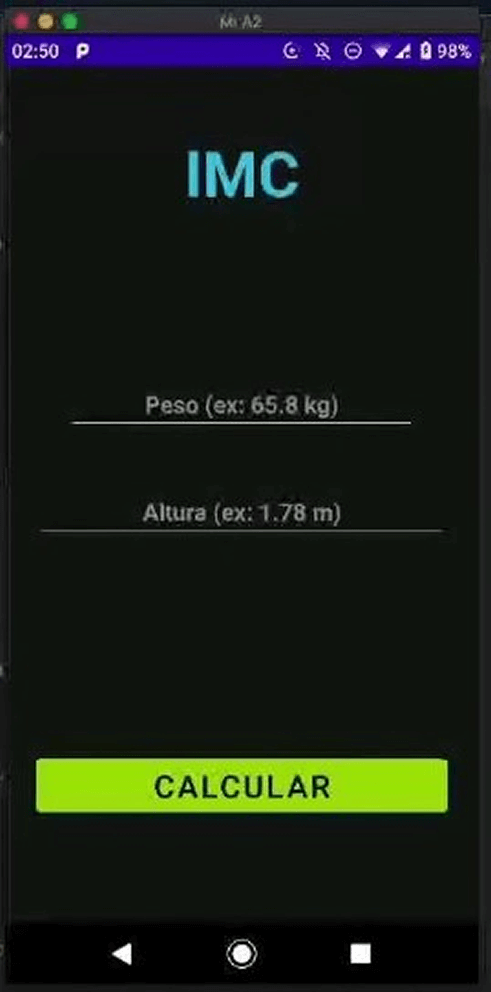 Mi A2
02:50 P 98%
IMC
Peso (ex: 65.8 kg)
Altura (ex: 1.78 m)
CALCULAR